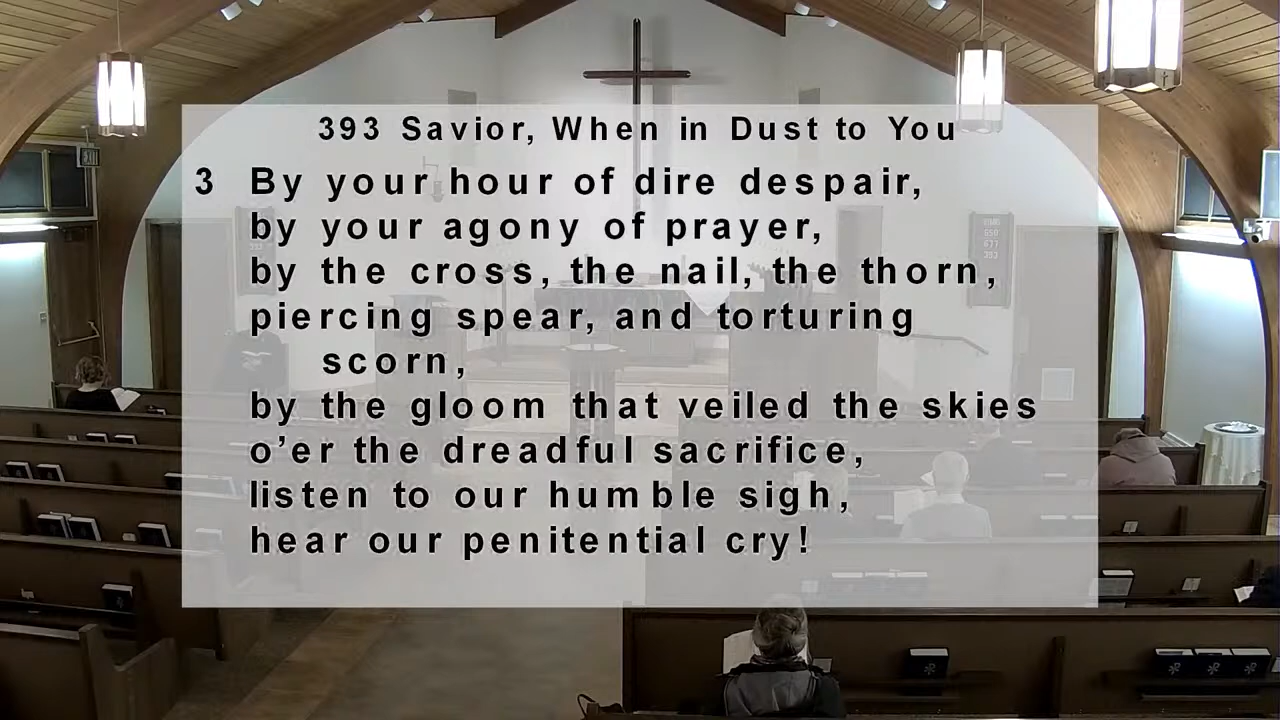 393 Savior, When in Dust to You
3 By your hour of dire despair,
by your agony of prayer,
by the cross, the nail, the thorn,
piercing spear, and torturing
scorn,
by the gloom that veiled the skies
o’er the dreadful sacrifice,
listen to our humble sigh,
hear our penitential cry!